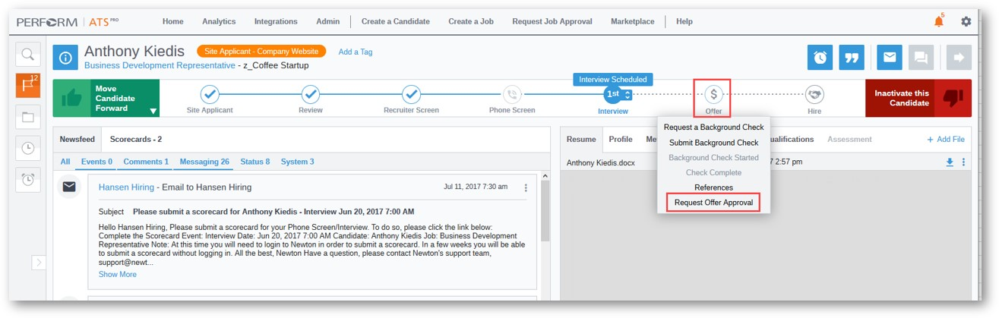 PERFORM ATS PRO Home Analytics Integrations Admin Create a Candidate Create a Job Request Job Approval Marketplace Help 5
Anthony Kiedis Site Applicant - Company Website Add a Tag
Business Development Representative - z_Coffee Startup
12
Interview Scheduled
Move
Candidate
Forward
1st
$
Inactivate this
Candidate
Site Applicant Review Recruiter Screen Phone Screen Interview Offer Hire
Request a Background Check
Submit Background Check
Background Check Started
Check Complete
References
Request Offer Approval
Newsfeed Scorecards - 2
Resume Profile Me ualifications Assessment + Add File
All Events 0 Comments 1 Messaging 26 Status 8 System 3
Anthony Kiedis.docx 7 2:57 pm
Hansen Hiring - Email to Hansen Hiring Jul 11, 2017 7:30 am
Subject Please submit a scorecard for Anthony Kiedis - Interview Jun 20, 2017 7:00 AM
Hello Hansen Hiring, Please submit a scorecard for your Phone Screen/Interview. To do so, please click the link below:
Complete the Scorecard Event: Interview Date: Jun 20, 2017 7:00 AM Candidate: Anthony Kiedis Job: Business Development
Representative Note: At this time you will need to login to Newton in order to submit a scorecard. In a few weeks you will be able
to submit a scorecard without logging in. All the best, Newton Have a question, please contact Newton's support team,
support@newt...
Show More